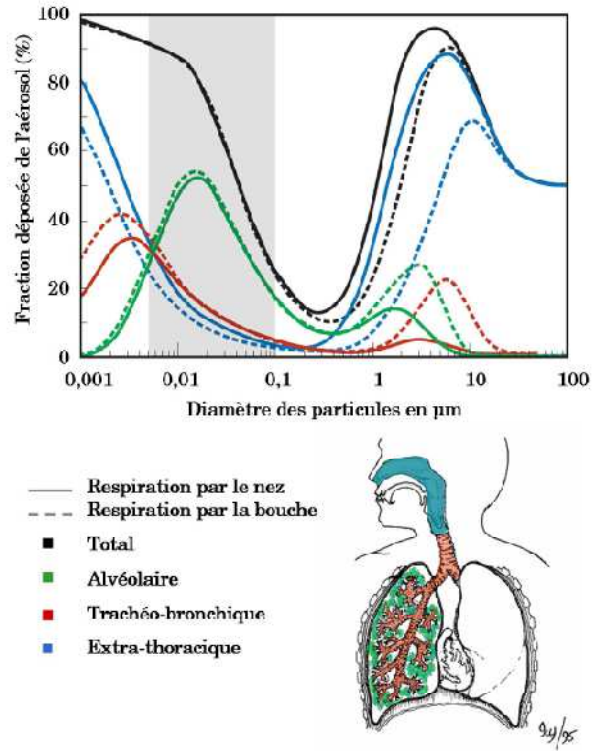 Fraction déposée de l'aérosol (%)
100
80
60
40
20
0
0,001
0,01
0,1
1
10
100
Diamètre des particules en µm
Respiration par le nez
Respiration par la bouche
Total
Alvéolaire
Trachéo-bronchique
Extra-thoracique